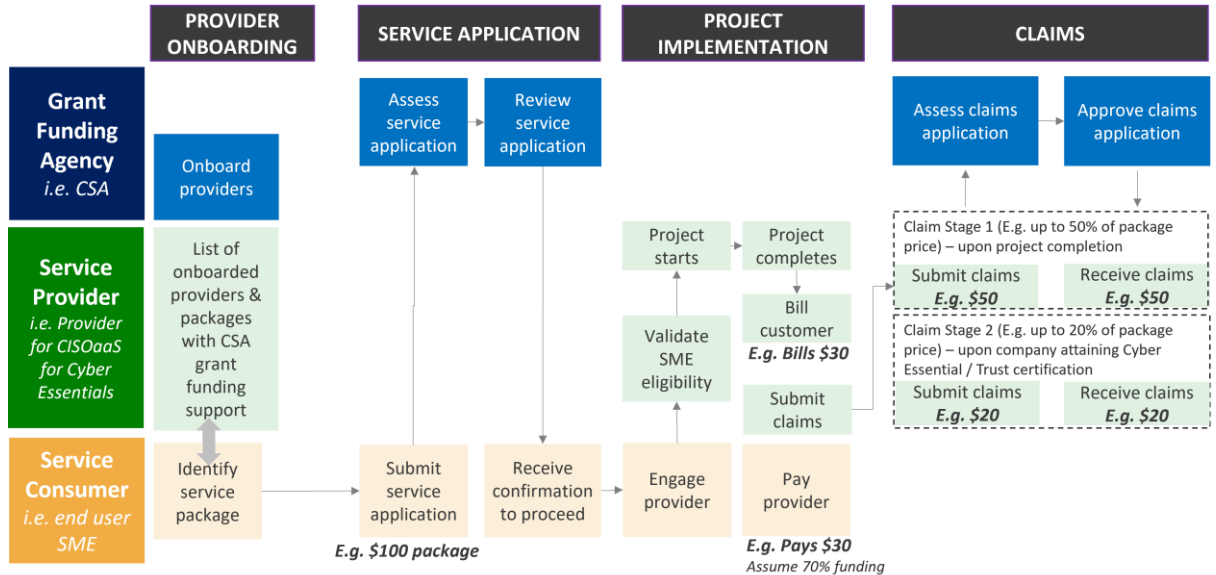 PROVIDER
ONBOARDING
SERVICE APPLICATION
PROJECT
IMPLEMENTATION
CLAIMS
Grant
Funding
Agency
i.e. CSA
Onboard
providers
Assess
service
application
Review
service
application
Assess claims
application
Approve claims
application
Service
Provider
i.e. Provider
for CISOaaS
for Cyber
Essentials
List of
onboarded
providers &
packages
with CSA
grant
funding
support
Project
starts
Project
completes
Validate
SME
eligibility
Bill
customer
E.g. Bills $30
Submit
claims
Claim Stage 1 (E.g. up to 50% of package
price) – upon project completion
Submit claims
E.g. $50
Receive claims
E.g. $50
Claim Stage 2 (E.g. up to 20% of package
price) – upon company attaining Cyber
Essential / Trust certification
Submit claims
E.g. $20
Receive claims
E.g. $20
Service
Consumer
i.e. end user
SME
Identify
service
package
Submit
service
application
E.g. $100 package
Receive
confirmation
to proceed
Engage
provider
Pay
provider
E.g. Pays $30
Assume 70% funding